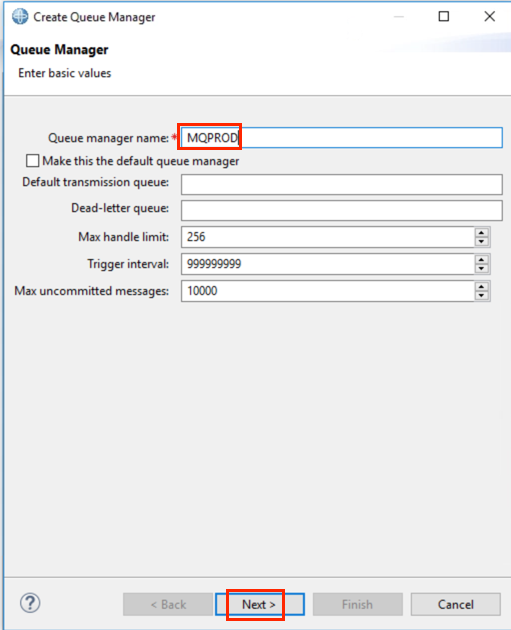 Create Queue Manager
Queue Manager
Enter basic values
Queue manager name: * MQPROD
Make this the default queue manager
Default transmission queue:
Dead-letter queue:
Max handle limit: 256
Trigger interval: 999999999
Max uncommitted messages: 10000
? < Back Next > Finish Cancel